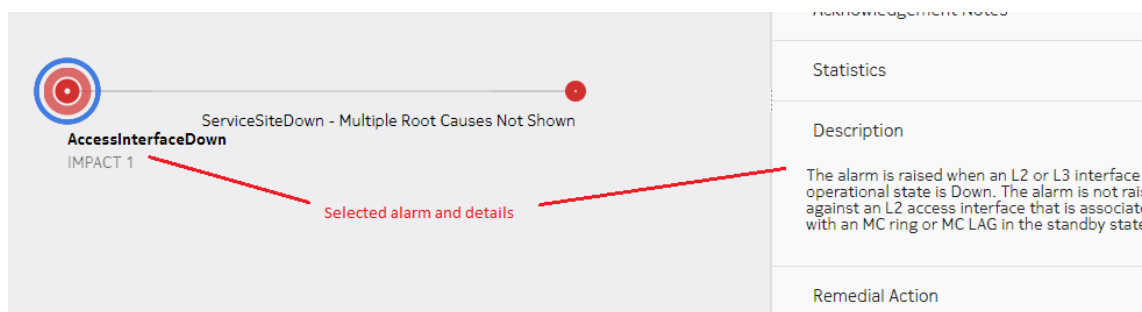 Acknowledgement Notes
Statistics
ServiceSiteDown - Multiple Root Causes Not Shown
AccessInterfaceDown
IMPACT 1
Description
The alarm is raised when an L2 or L3 interface
operational state is Down. The alarm is not rais
against an L2 access interface that is associate
with an MC ring or MC LAG in the standby state
Selected alarm and details
Remedial Action